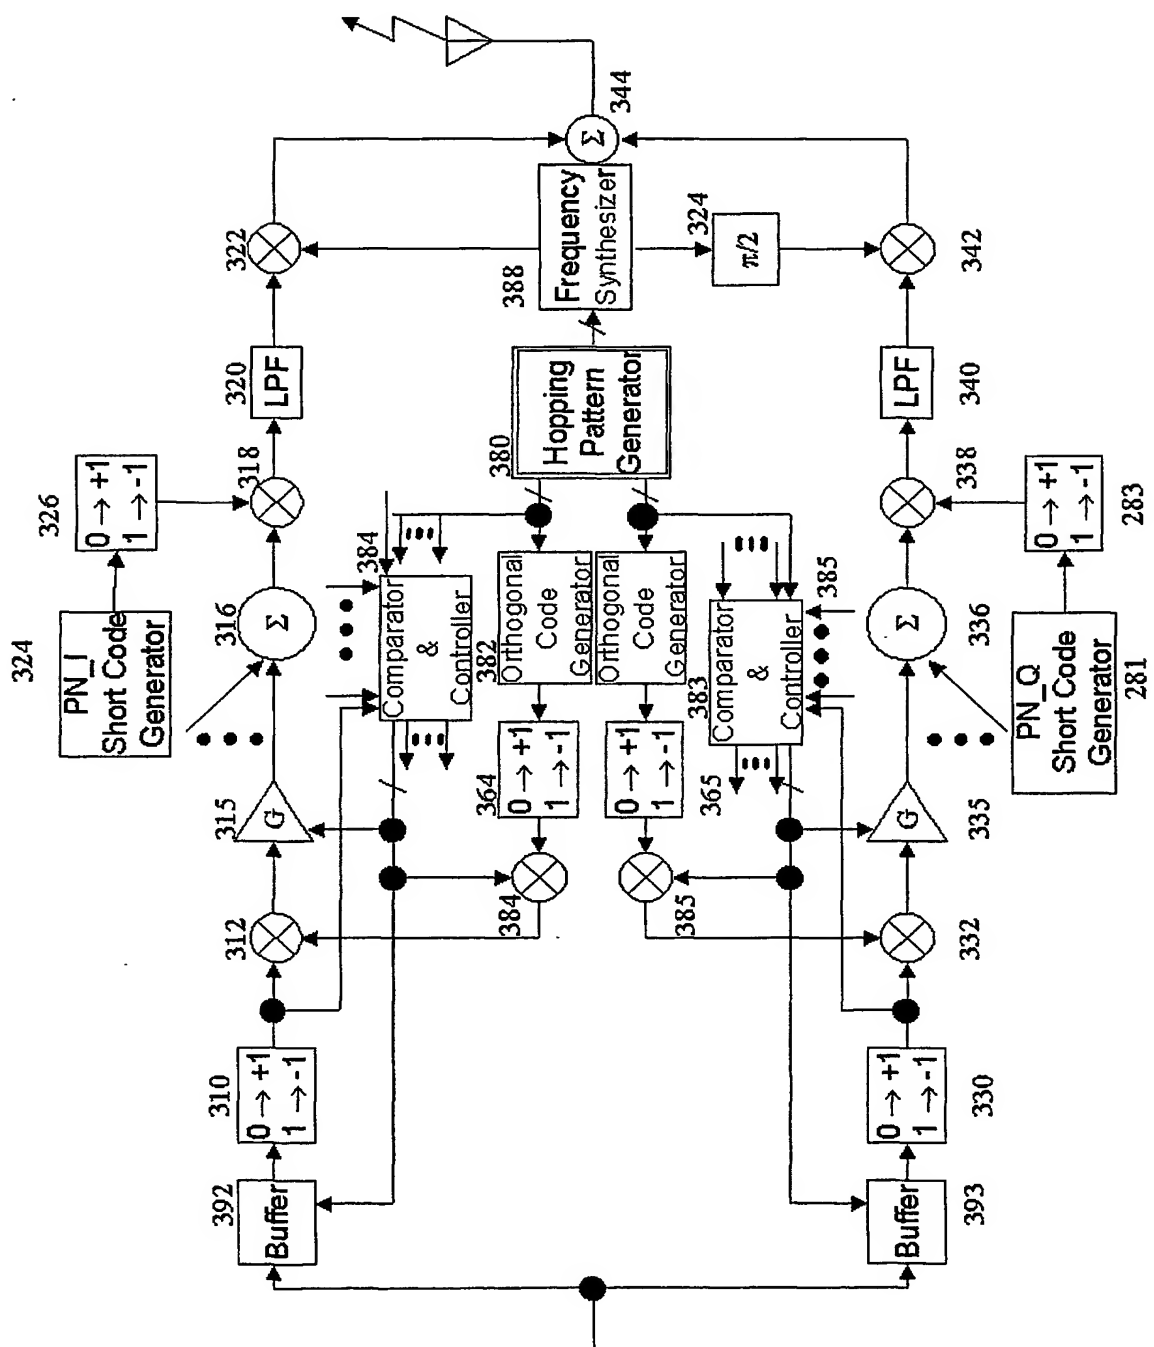 344
322
Frequency
Synthesizer
388
324
π/2
342
Σ
320
LPF
LPF
340
318
Hopping
Pattern
Generator
380
338
326
0 → +1
1 → -1
0 → +1
1 → -1
283
324
PN_I
Short Code
Generator
316
Σ
384
Comparator
&
Controller
382
Orthogonal
Code
Generator
Orthogonal
Code
Generator
383
Comparator
&
Controller
385
Σ
336
PN_Q
Short Code
Generator
281
315
G
364
0 → +1
1 → -1
0 → +1
1 → -1
365
G
335
312
384
385
332
310
0 → +1
1 → -1
0 → +1
1 → -1
330
392
Buffer
Buffer
393